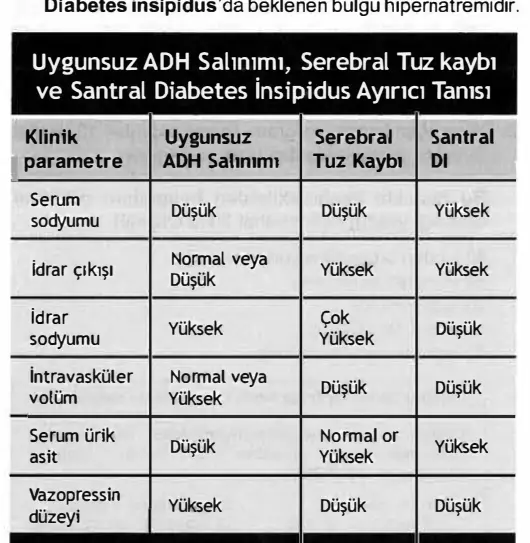 Diabetes insipidus'da beklenen bulgu hipernatremidir.
Uygunsuz ADH Salınımı, Serebral Tuz kaybı
ve Santral Diabetes İnsipidus Ayırıcı Tanısı
Klinik parametre | Uygunsuz ADH Salınımı | Serebral Tuz Kaybı | Santral DI
Serum sodyumu | Düşük | Düşük | Yüksek
İdrar çıkışı | Normal veya Düşük | Yüksek | Yüksek
İdrar sodyumu | Yüksek | Çok Yüksek | Düşük
İntravasküler volüm | Normal veya Yüksek | Düşük | Düşük
Serum ürik asit | Düşük | Normal or Yüksek | Yüksek
Vazopressin düzeyi | Yüksek | Düşük | Düşük